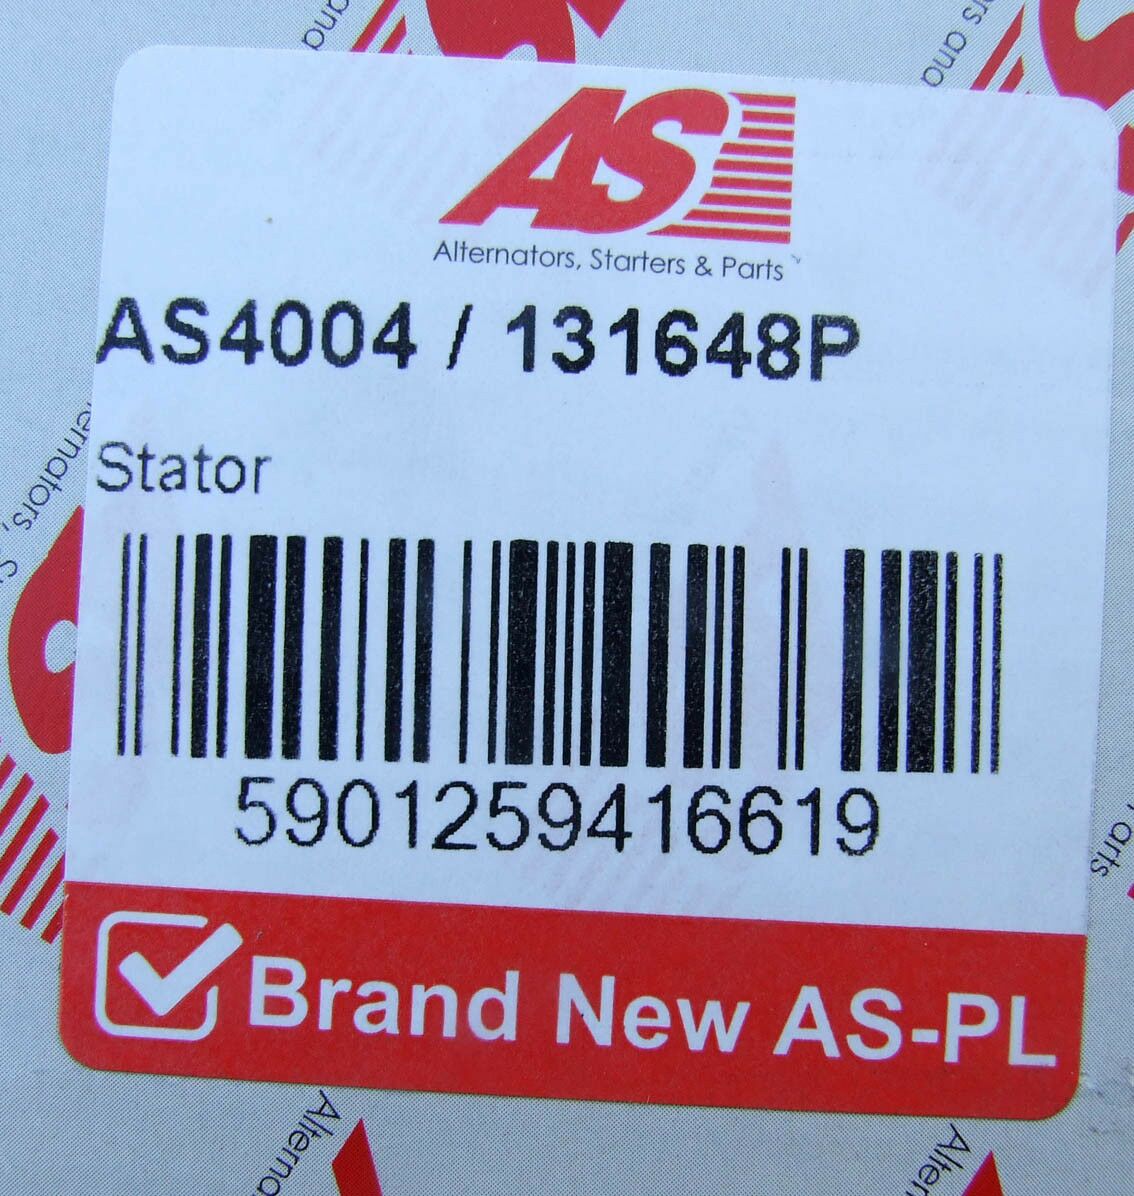 AS
Alternators, Starters & Parts
AS4004 / 131648P
Stator
5901259416619
Brand New AS-PL